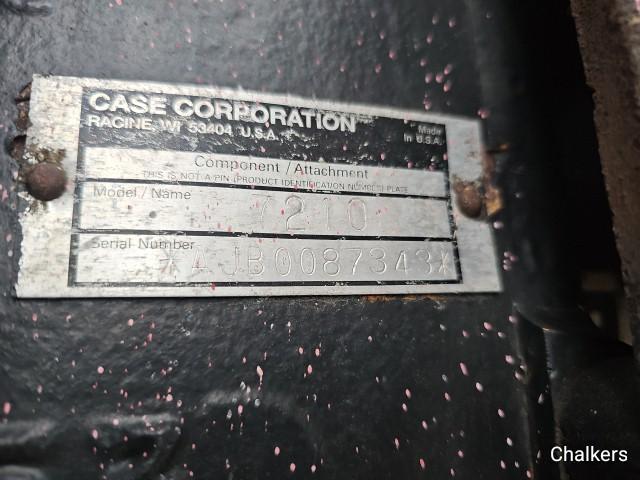 CASE CORPORATION
RACINE, WI 53404 U.S.A.
Made
In U.S.A.
Component / Attachment
THIS IS NOT A PIN (PRODUCT IDENTIFICATION NUMBER) PLATE
Model / Name
7210
Serial Number
*AJB0087343*
Chalkers